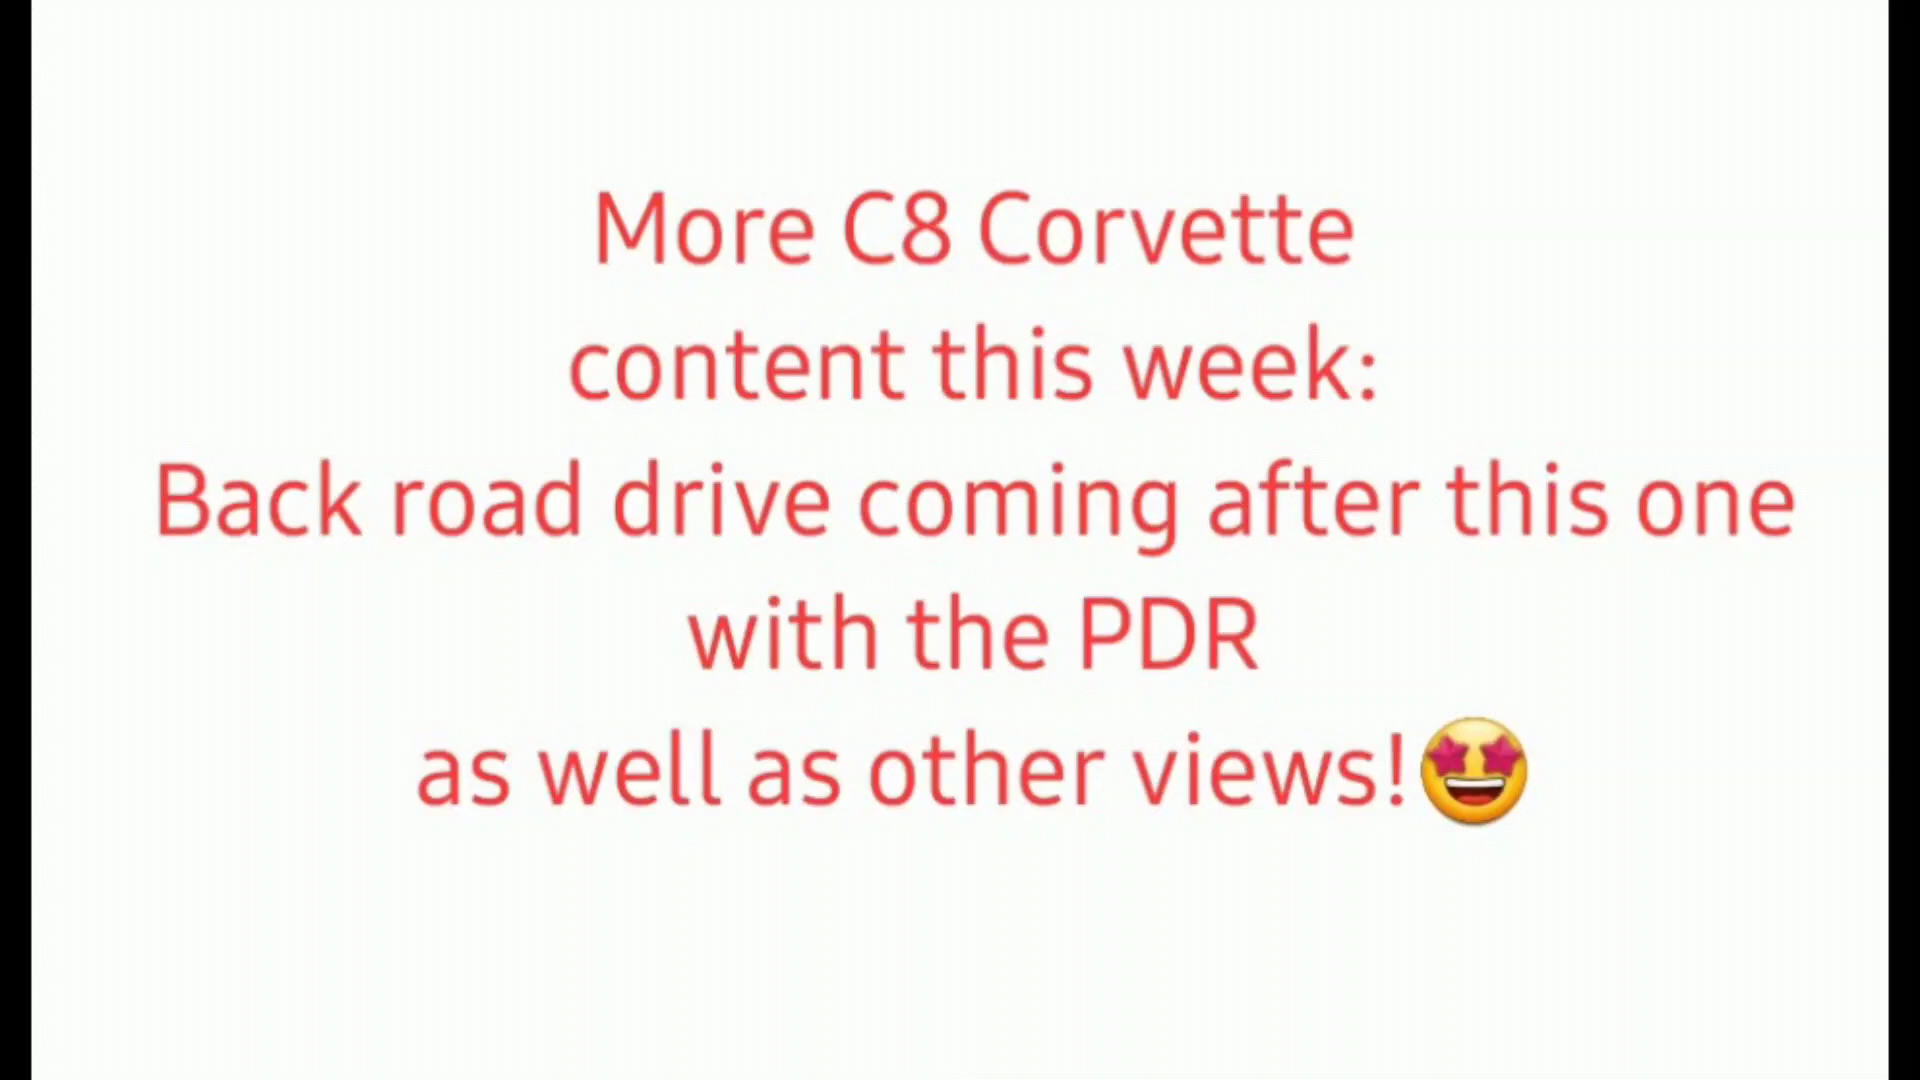 More C8 Corvette
content this week:
Back road drive coming after this one
with the PDR
as well as other views!🤩